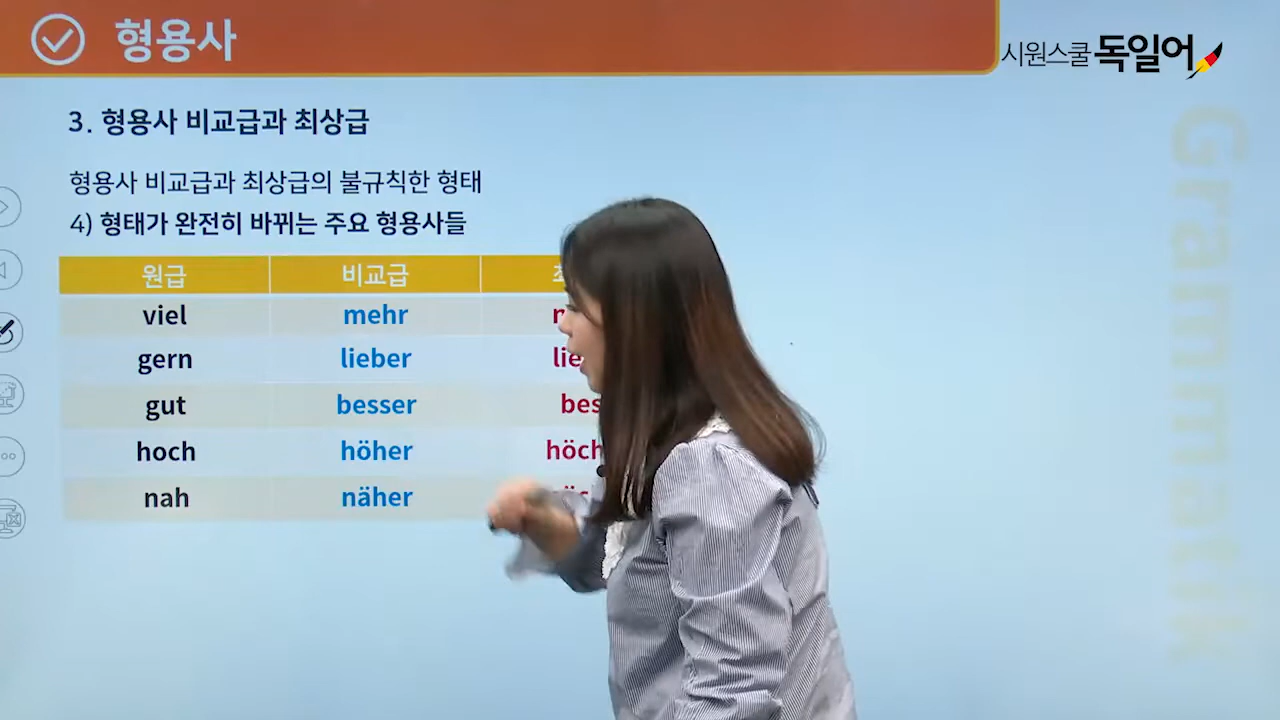 형용사
시원스쿨 독일어
3. 형용사 비교급과 최상급
형용사 비교급과 최상급의 불규칙한 형태
4) 형태가 완전히 바뀌는 주요 형용사들
원급 비교급
viel mehr
gern lieber
gut besser
hoch höher
nah näher
Grammatik